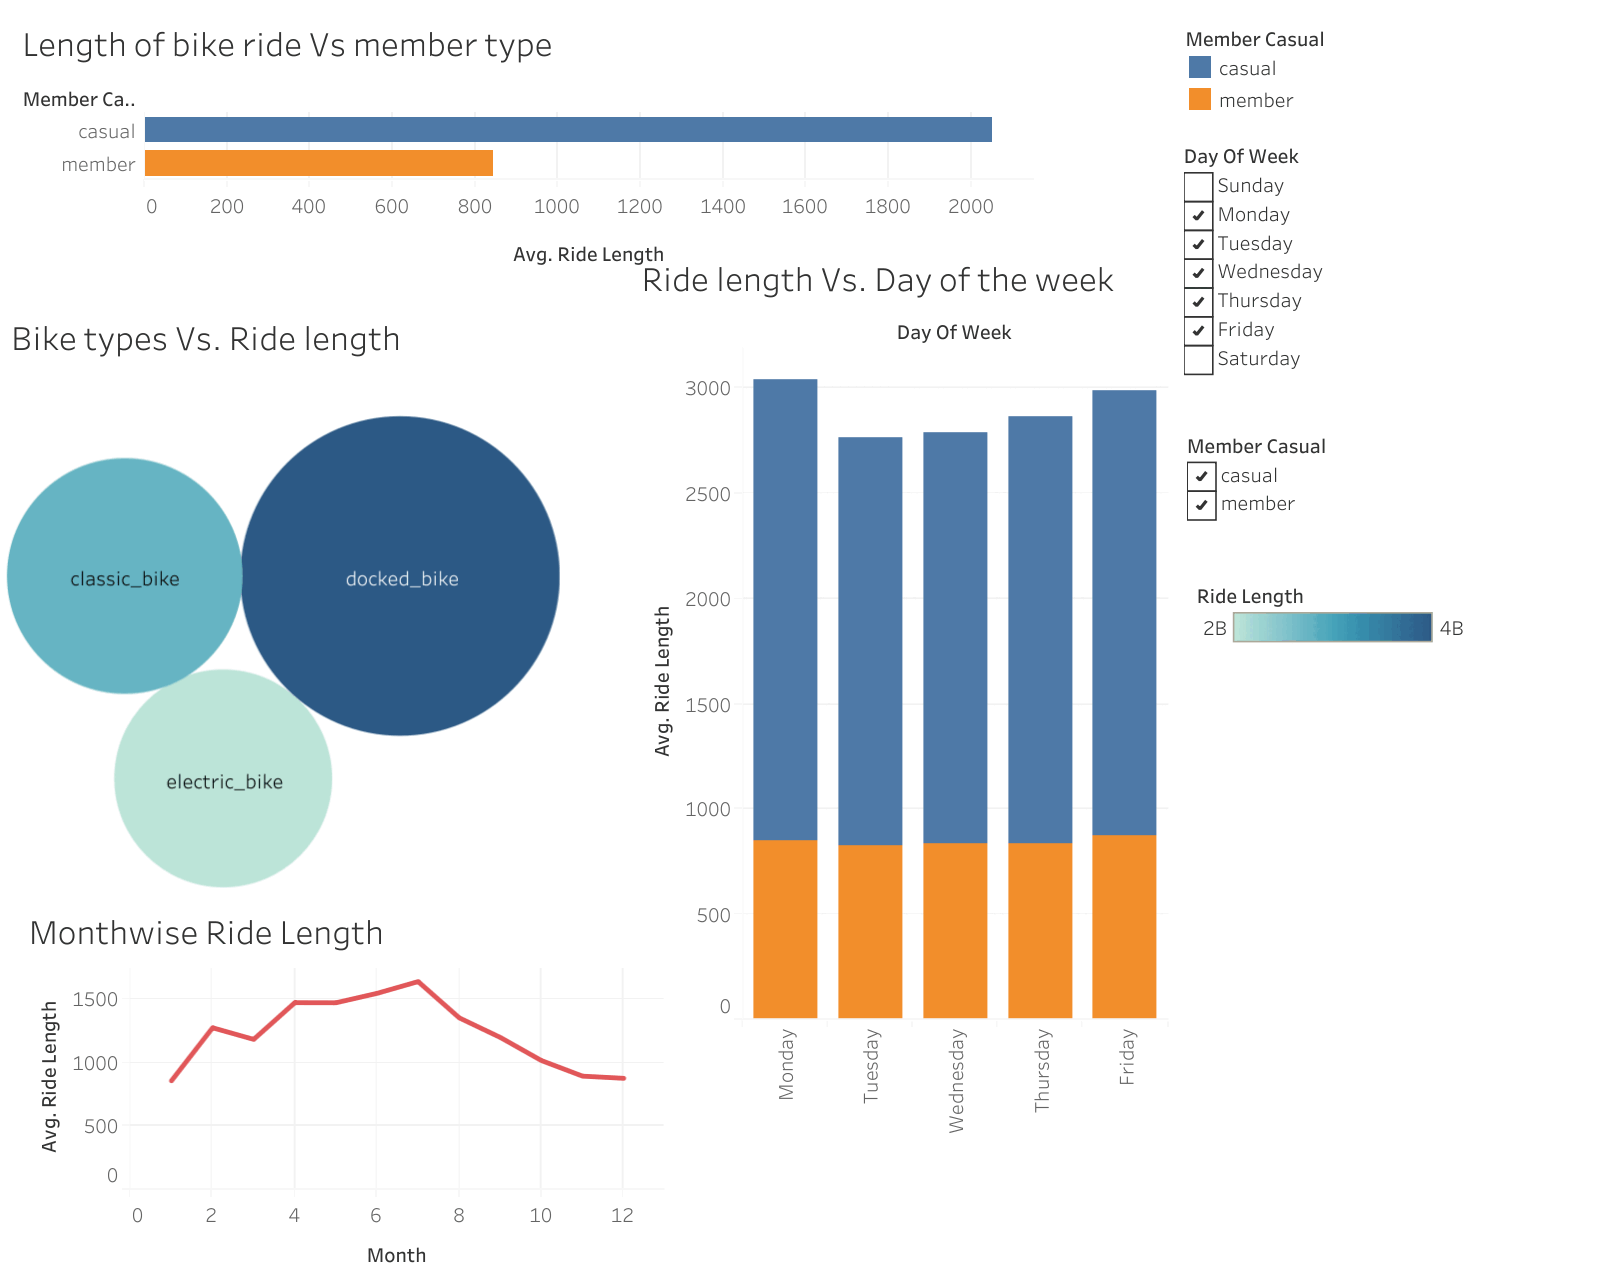 Length of bike ride Vs member type
Member Ca..
casual
member
0 200 400 600 800 1000 1200 1400 1600 1800 2000
Avg. Ride Length
Bike types Vs. Ride length
classic_bike
docked_bike
electric_bike
Monthwise Ride Length
Avg. Ride Length
1500
1000
500
0
0 2 4 6 8 10 12
Month
Ride length Vs. Day of the week
Day Of Week
Avg. Ride Length
3000
2500
2000
1500
1000
500
0
Monday
Tuesday
Wednesday
Thursday
Friday
Member Casual
casual
member
Day Of Week
Sunday
Monday
Tuesday
Wednesday
Thursday
Friday
Saturday
Member Casual
casual
member
Ride Length
2B 4B